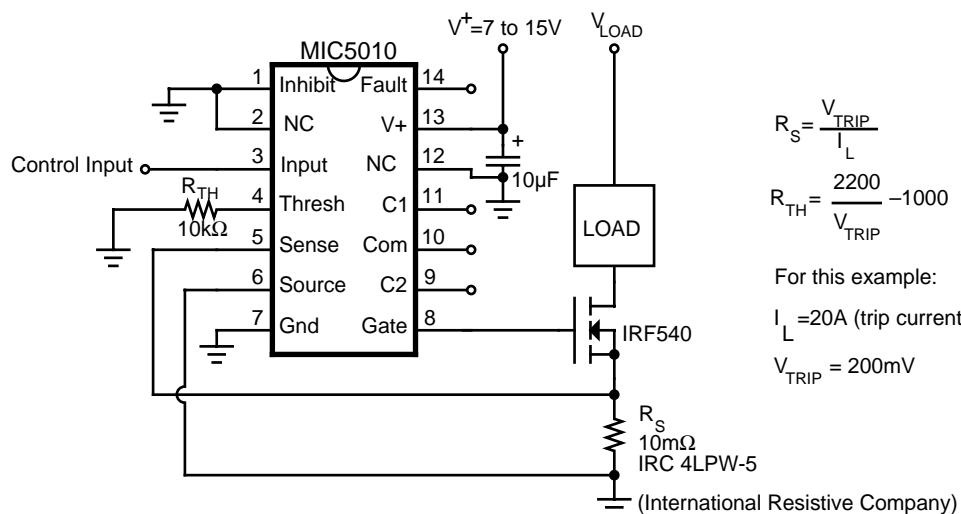 V+=7 to 15V
VLOAD
MIC5010
1 Inhibit Fault 14
2 NC V+ 13
Control Input
3 Input NC 12
+
10µF
RTH
10kΩ
4 Thresh C1 11
5 Sense Com 10
6 Source C2 9
7 Gnd Gate 8
LOAD
IRF540
RS
10mΩ
IRC 4LPW-5
(International Resistive Company)
RS= VTRIP
IL
RTH= 2200 –1000
VTRIP
For this example:
IL=20A (trip current
VTRIP = 200mV